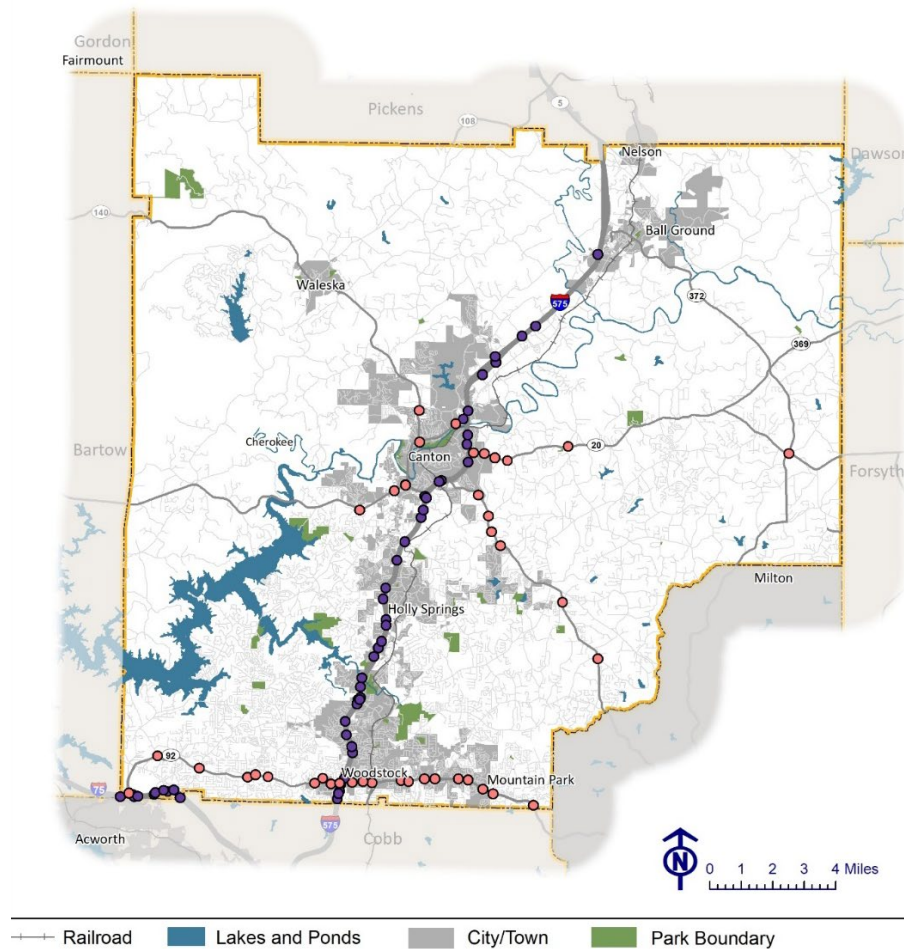 Gordon
Fairmount
Pickens
5
108
Nelson
Dawson
140
Ball Ground
Waleska
575
372
369
Bartow
Cherokee
20
Canton
Forsyth
Milton
Holly Springs
92
Woodstock
Mountain Park
75
575
Cobb
Acworth
N
0 1 2 3 4 Miles
Railroad Lakes and Ponds City/Town Park Boundary